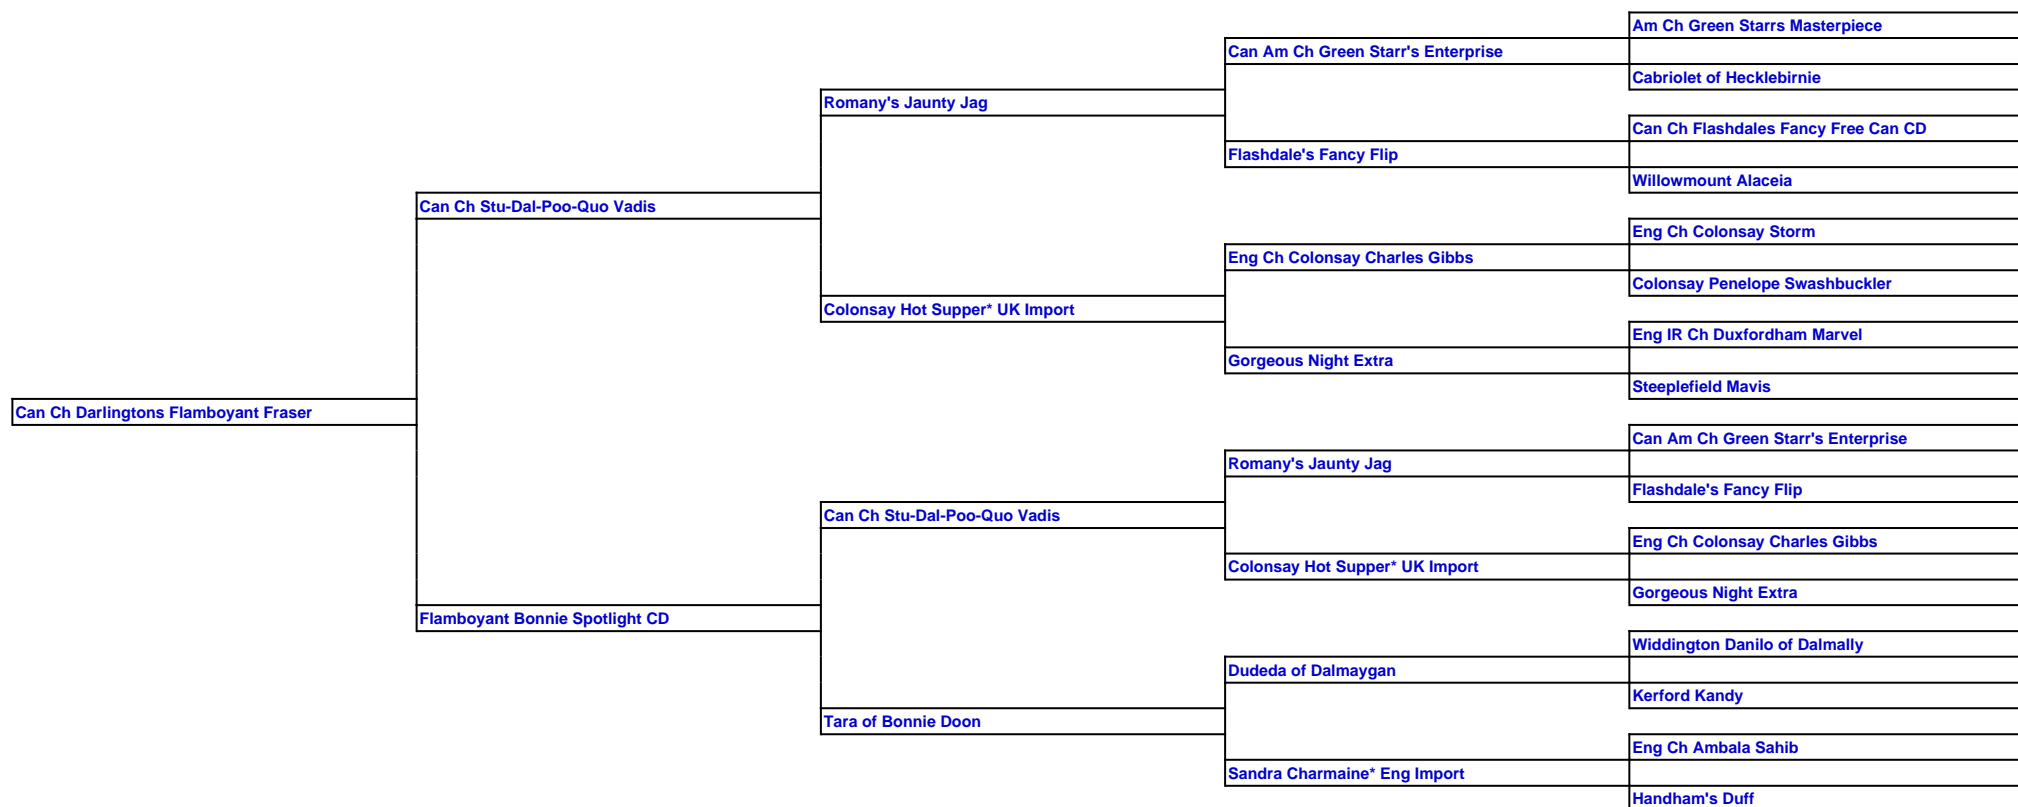 Am Ch Green Starrs Masterpiece
Can Am Ch Green Starr's Enterprise
Cabriolet of Hecklebirnie
Romany's Jaunty Jag
Can Ch Flashdales Fancy Free Can CD
Flashdale's Fancy Flip
Willowmount Alaceia
Can Ch Stu-Dal-Poo-Quo Vadis
Eng Ch Colonsay Storm
Eng Ch Colonsay Charles Gibbs
Colonsay Penelope Swashbuckler
Colonsay Hot Supper* UK Import
Eng IR Ch Duxfordham Marvel
Gorgeous Night Extra
Steeplefield Mavis
Can Ch Darlingtons Flamboyant Fraser
Can Am Ch Green Starr's Enterprise
Romany's Jaunty Jag
Flashdale's Fancy Flip
Can Ch Stu-Dal-Poo-Quo Vadis
Eng Ch Colonsay Charles Gibbs
Colonsay Hot Supper* UK Import
Gorgeous Night Extra
Flamboyant Bonnie Spotlight CD
Widdington Danilo of Dalmally
Dudeda of Dalmaygan
Kerford Kandy
Tara of Bonnie Doon
Eng Ch Ambala Sahib
Sandra Charmaine* Eng Import
Handham's Duff